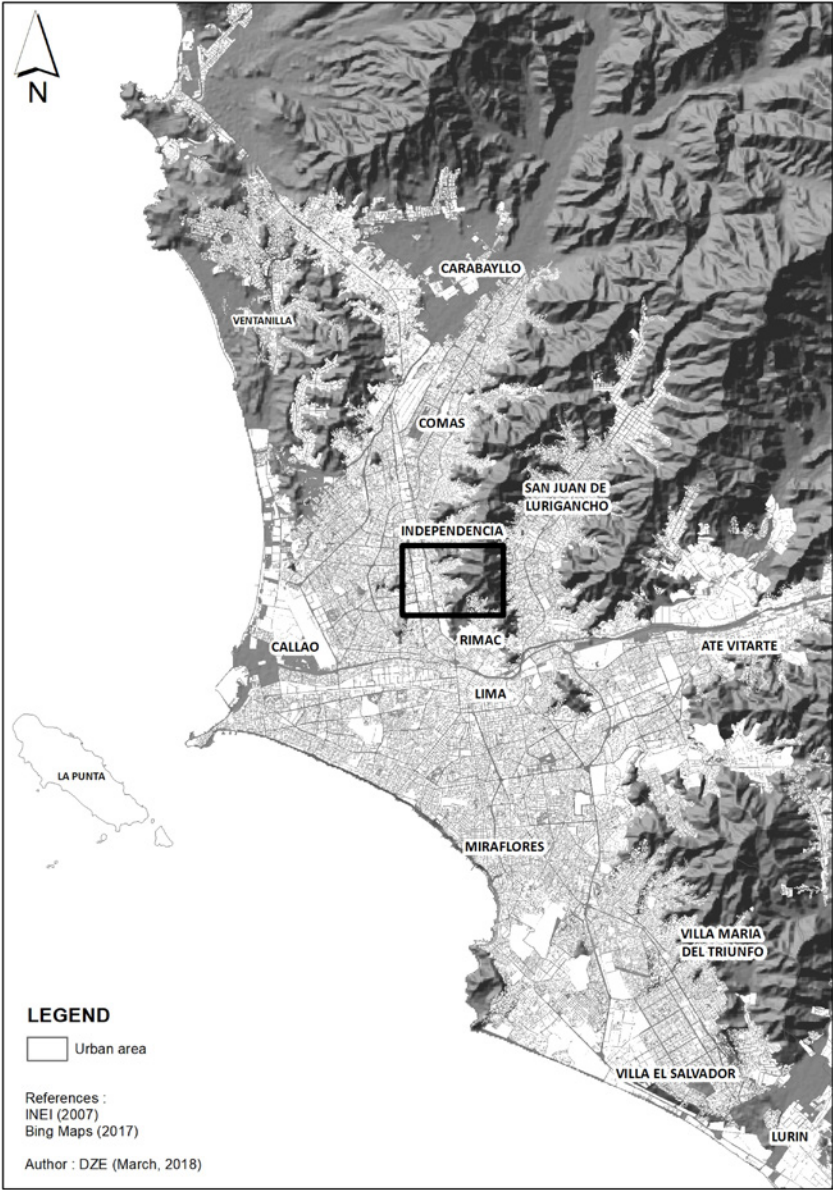 N
CARABAYLLO
VENTANILLA
COMAS
SAN JUAN DE
LURIGANCHO
INDEPENDENCIA
CALLAO
RIMAC
ATE VITARTE
LIMA
LA PUNTA
MIRAFLORES
VILLA MARIA
DEL TRIUNFO
LEGEND
Urban area
VILLA EL SALVADOR
References :
INEI (2007)
Bing Maps (2017)
LURIN
Author : DZE (March, 2018)